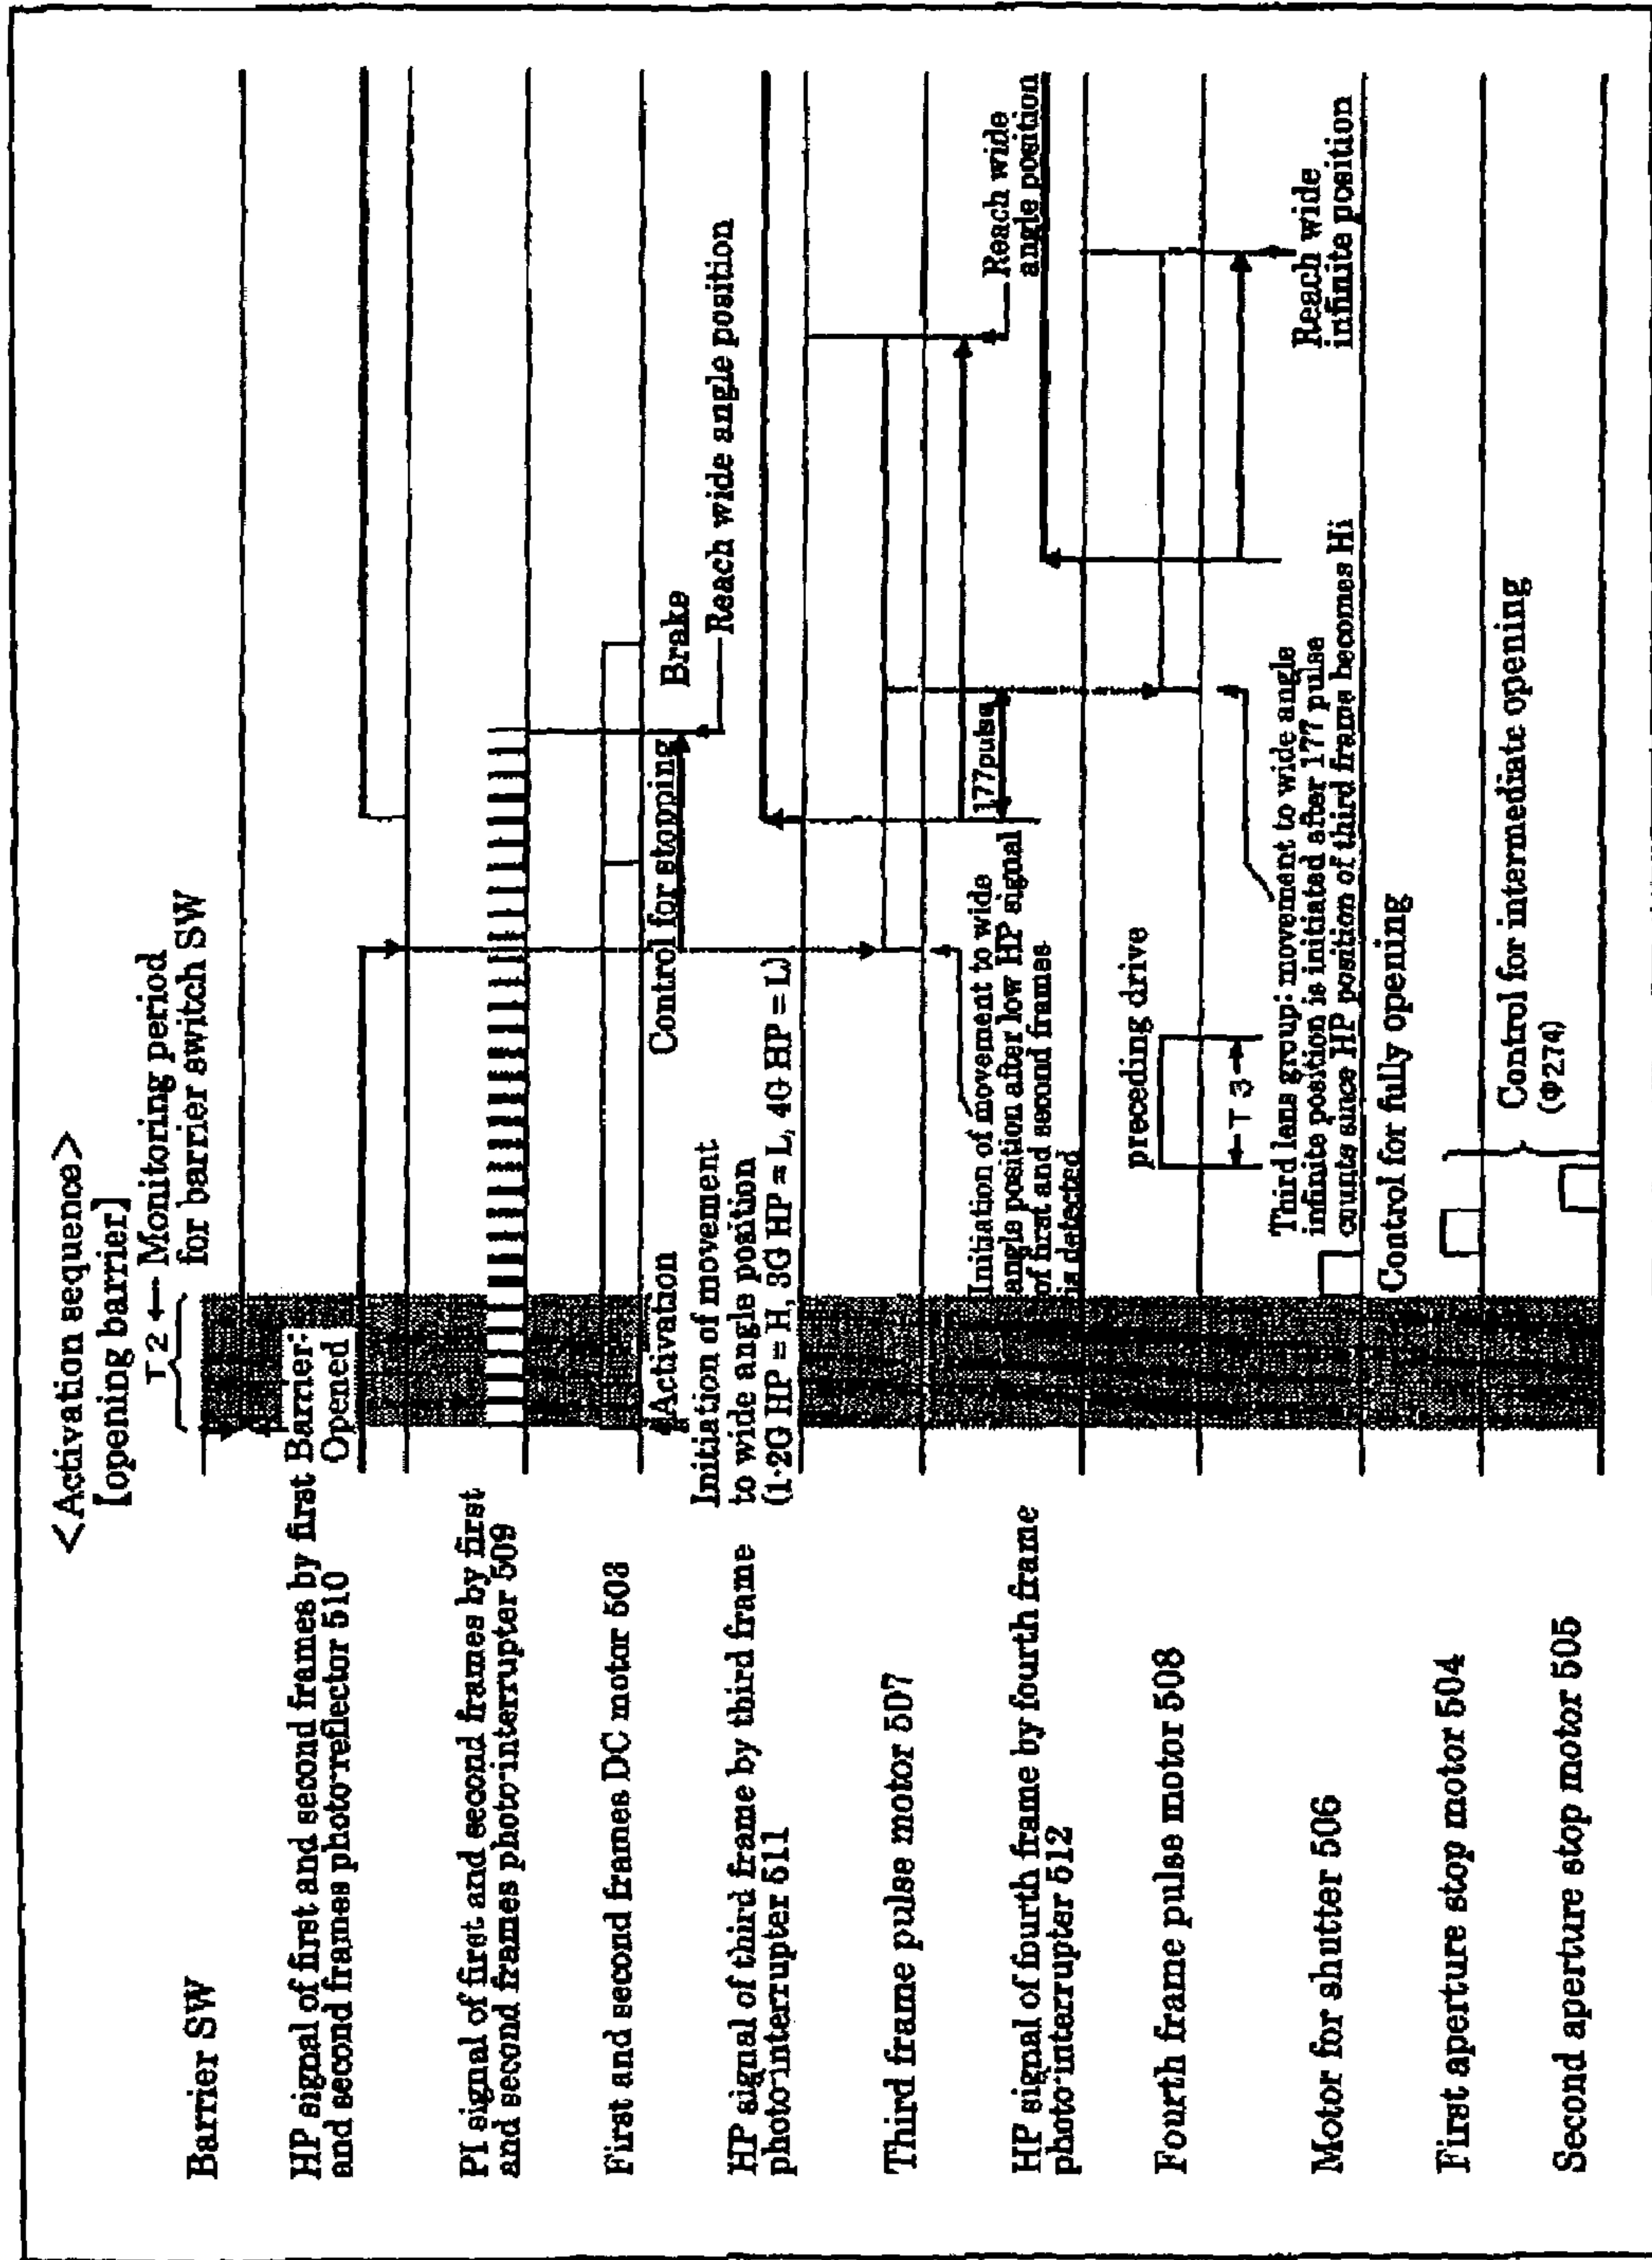 <Activation sequence>
[opening barrier]
T2 ← Monitoring period
for barrier switch SW
Barrier SW
HP signal of first and second frames by first
and second frames photo-reflector 510
Barrier:
Opened
PI signal of first and second frames by first
and second frames photo-interrupter 509
First and second frames DC motor 503
Activation
Control for stopping
Brake
Reach wide angle position
Initiation of movement
to wide angle position
(1·2G HP = H, 3G HP = L, 4G HP = L)
HP signal of third frame by third frame
photo-interrupter 511
Third frame pulse motor 507
177pulse
Reach wide
angle position
Initiation of movement to wide
angle position after low HP signal
of first and second frames
is detected
HP signal of fourth frame by fourth frame
photo-interrupter 512
Fourth frame pulse motor 508
preceding drive
T3
Reach wide
infinite position
Third lens group: movement to wide angle
infinite position is initiated after 177 pulse
counts since HP position of third frame becomes Hi
Motor for shutter 506
Control for fully opening
First aperture stop motor 504
Control for intermediate opening
(Φ274)
Second aperture stop motor 505